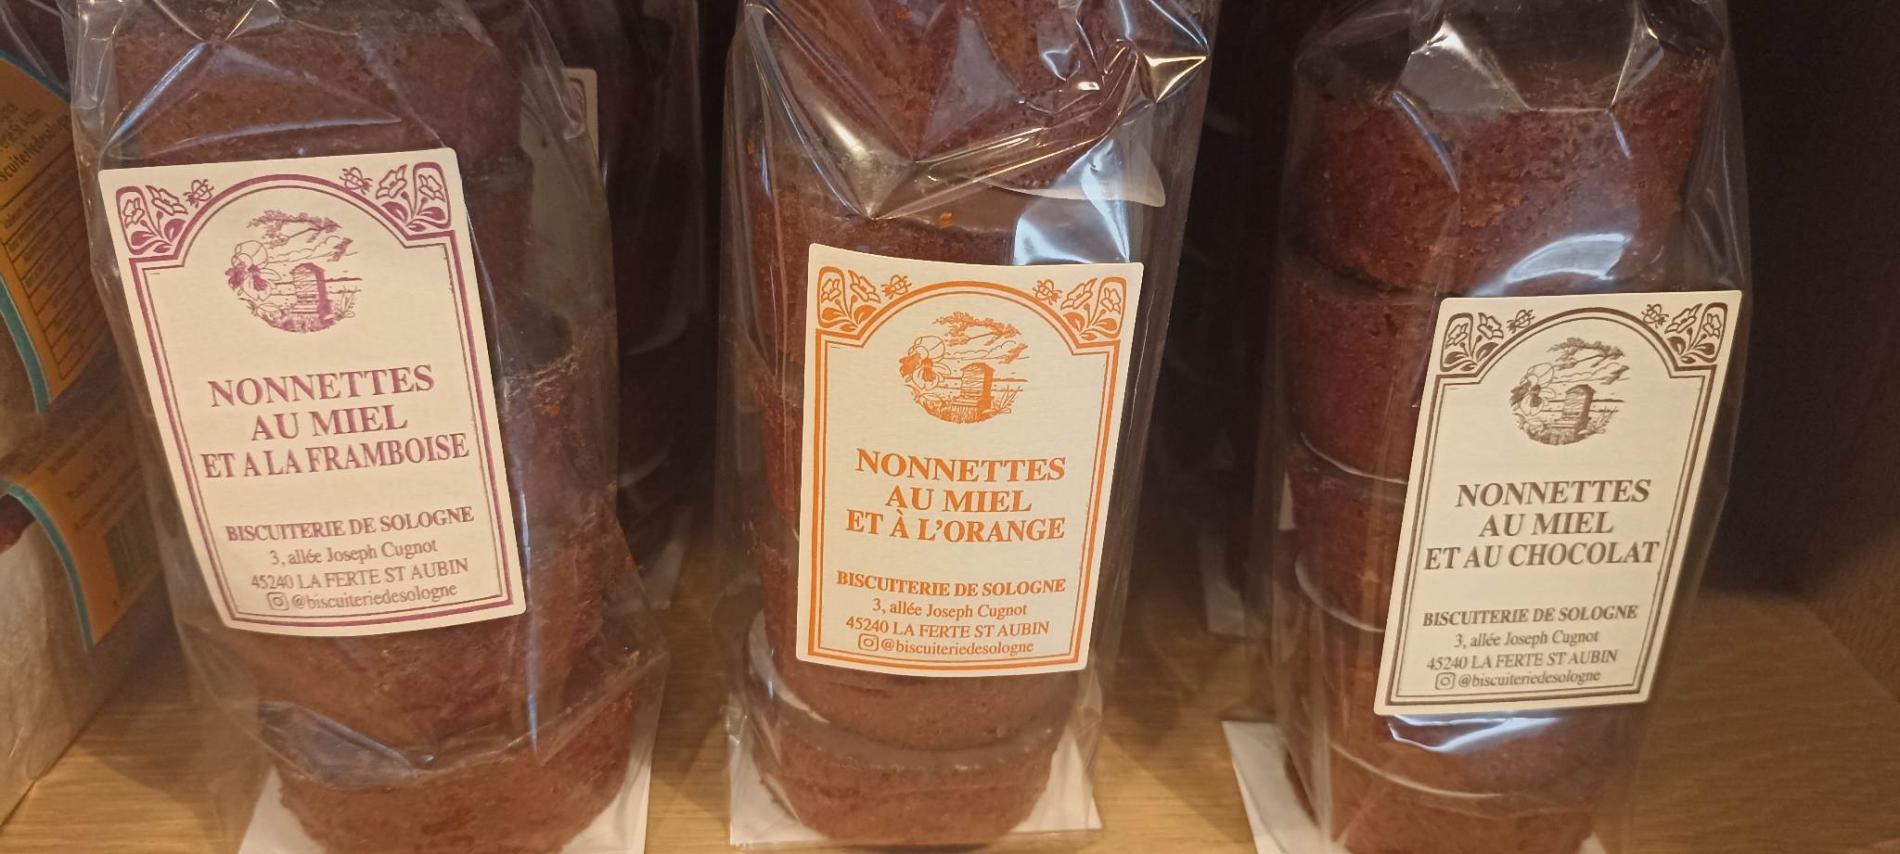 NONNETTES
AU MIEL
ET A LA FRAMBOISE
BISCUITERIE DE SOLOGNE
3, allée Joseph Cugnot
45240 LA FERTE ST AUBIN
@biscuiteriedesologne
NONNETTES
AU MIEL
ET À L'ORANGE
BISCUITERIE DE SOLOGNE
3, allée Joseph Cugnot
45240 LA FERTE ST AUBIN
@biscuiteriedesologne
NONNETTES
AU MIEL
ET AU CHOCOLAT
BISCUITERIE DE SOLOGNE
3, allée Joseph Cugnot
45240 LA FERTE ST AUBIN
@biscuiteriedesologne